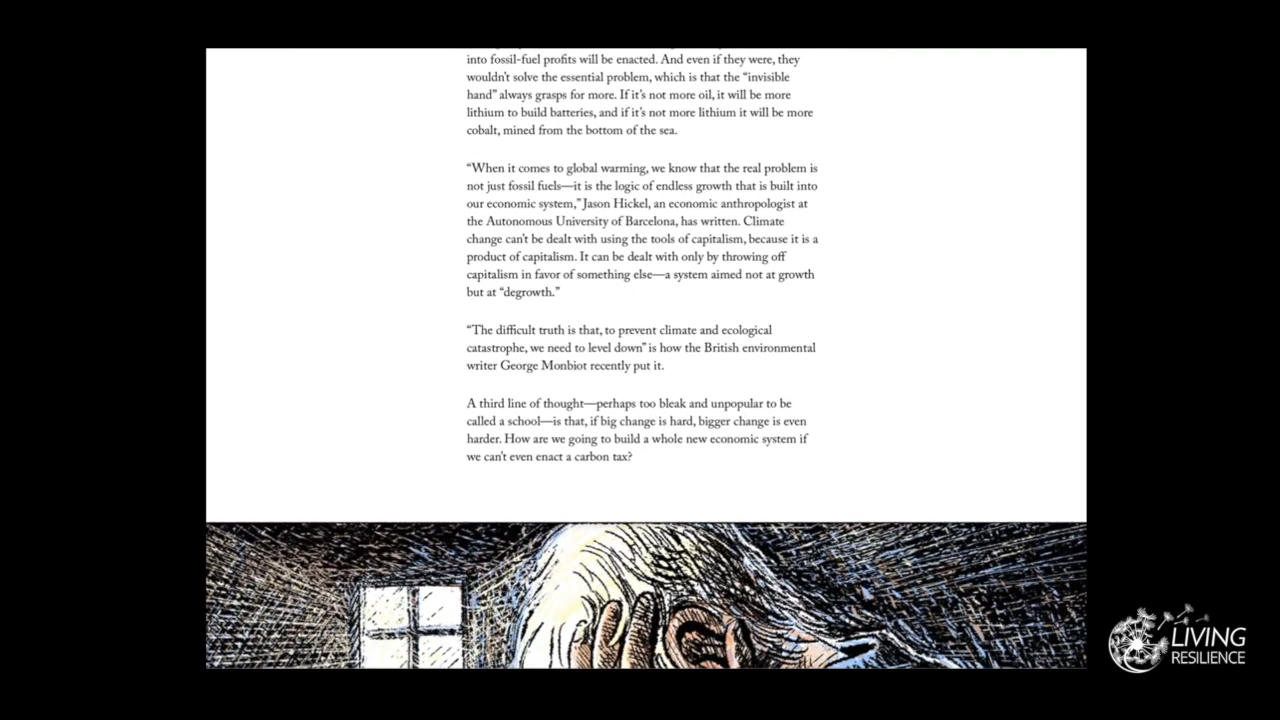 into fossil-fuel profits will be enacted. And even if they were, they
wouldn’t solve the essential problem, which is that the “invisible
hand” always grasps for more. If it’s not more oil, it will be more
lithium to build batteries, and if it’s not more lithium it will be more
cobalt, mined from the bottom of the sea.
“When it comes to global warming, we know that the real problem is
not just fossil fuels—it is the logic of endless growth that is built into
our economic system,” Jason Hickel, an economic anthropologist at
the Autonomous University of Barcelona, has written. Climate
change can’t be dealt with using the tools of capitalism, because it is a
product of capitalism. It can be dealt with only by throwing off
capitalism in favor of something else—a system aimed not at growth
but at “degrowth.”
“The difficult truth is that, to prevent climate and ecological
catastrophe, we need to level down” is how the British environmental
writer George Monbiot recently put it.
A third line of thought—perhaps too bleak and unpopular to be
called a school—is that, if big change is hard, bigger change is even
harder. How are we going to build a whole new economic system if
we can’t even enact a carbon tax?
LIVING
RESILIENCE